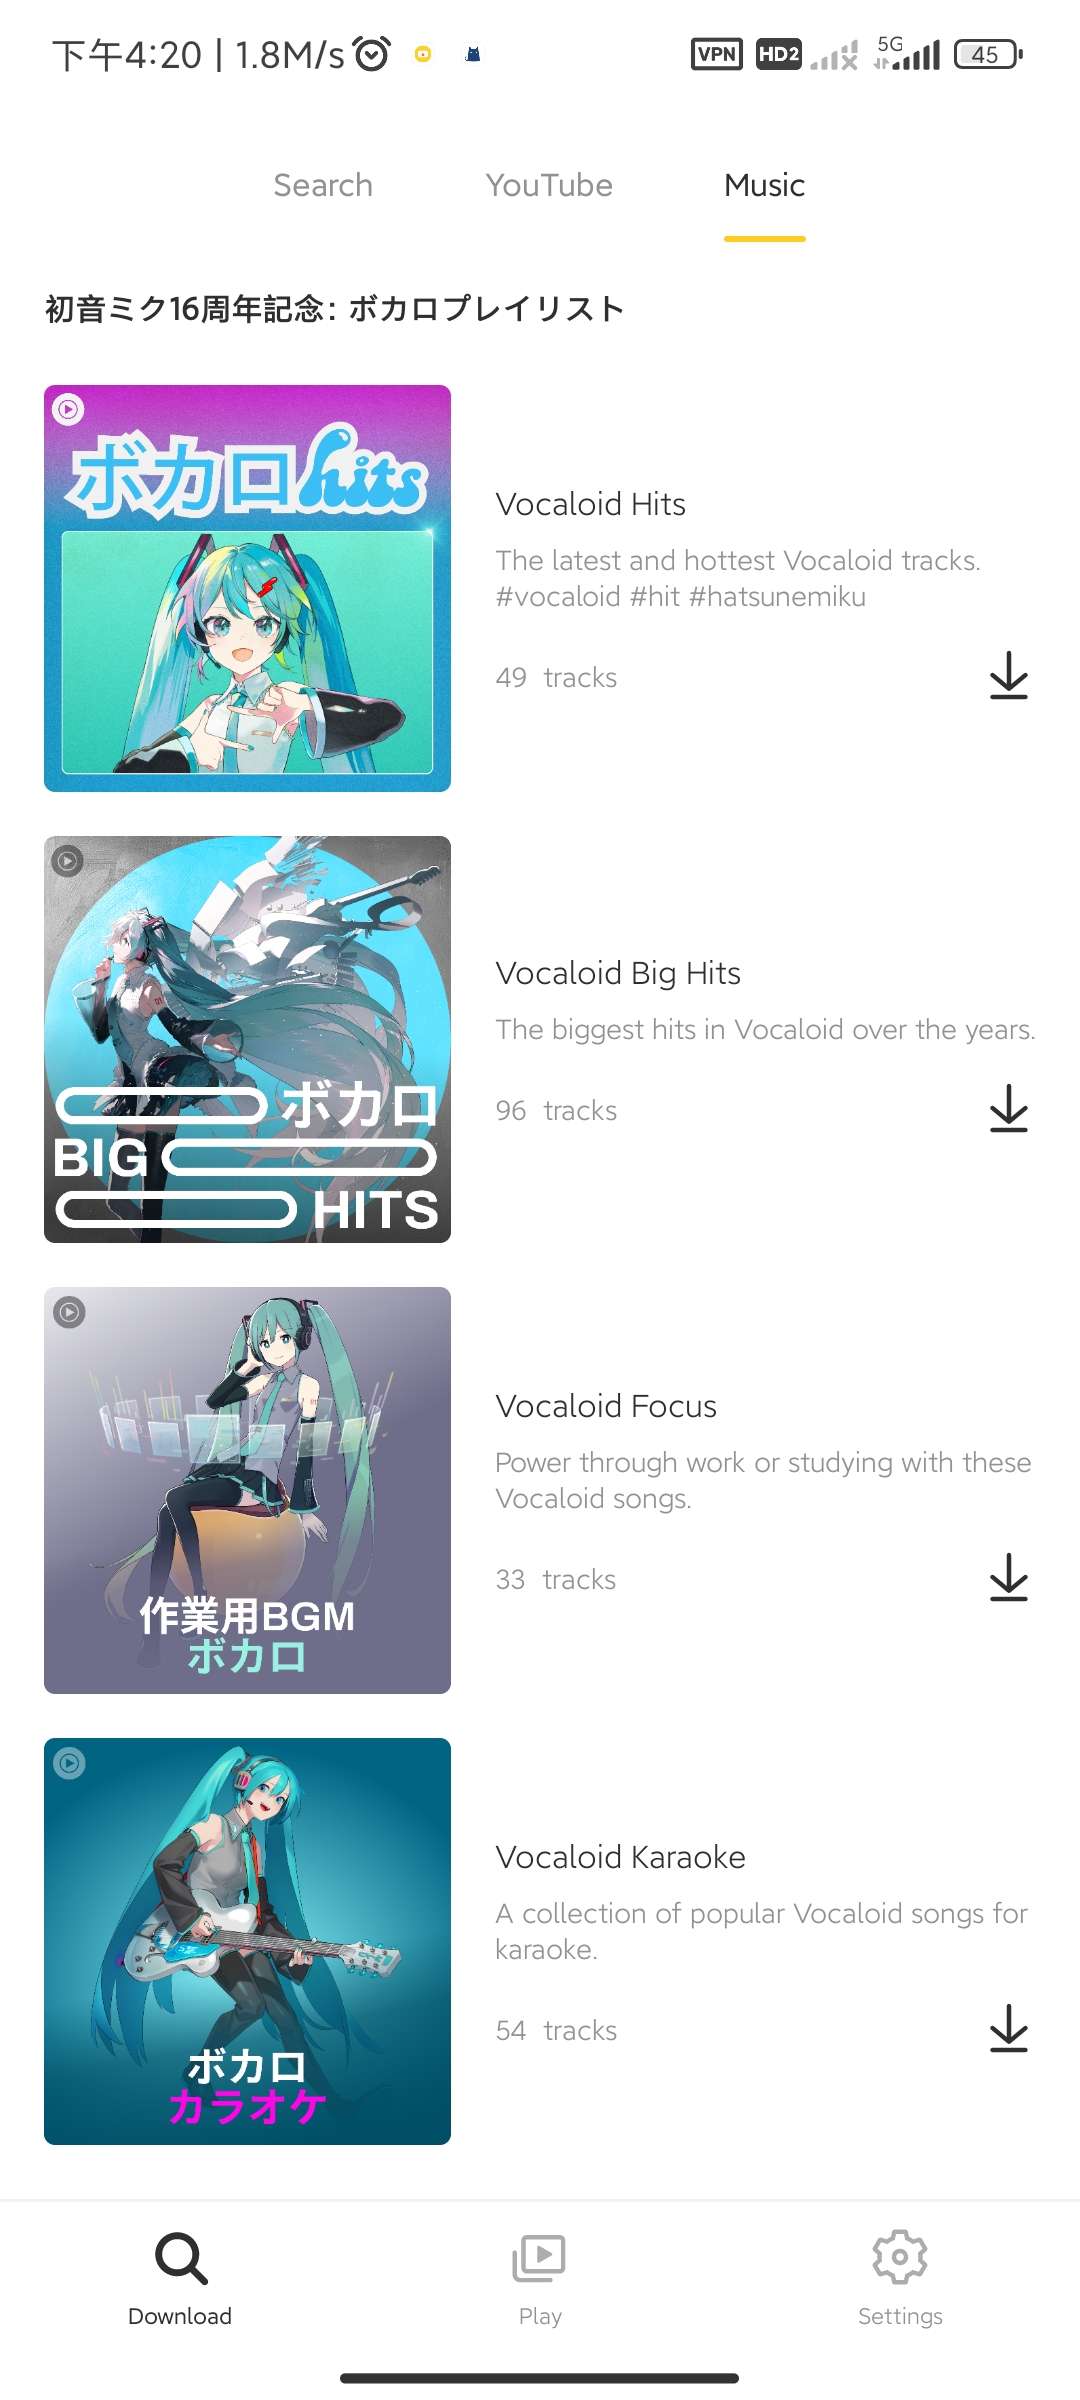 下午4:20 | 1.8M/s
VPN HD2 5G 45
Search YouTube Music
初音ミク16周年記念: ボカロプレイリスト
ボカロhits
Vocaloid Hits
The latest and hottest Vocaloid tracks.
#vocaloid #hit #hatsunemiku
49 tracks
ボカロ
BIG
HITS
Vocaloid Big Hits
The biggest hits in Vocaloid over the years.
96 tracks
作業用BGM
ボカロ
Vocaloid Focus
Power through work or studying with these
Vocaloid songs.
33 tracks
ボカロ
カラオケ
Vocaloid Karaoke
A collection of popular Vocaloid songs for
karaoke.
54 tracks
Download Play Settings